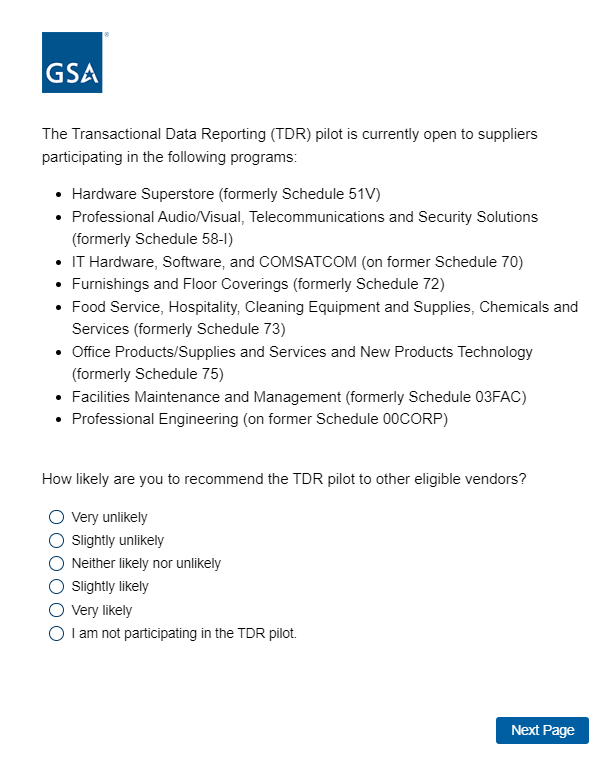 GSA
The Transactional Data Reporting (TDR) pilot is currently open to suppliers
participating in the following programs:
• Hardware Superstore (formerly Schedule 51V)
• Professional Audio/Visual, Telecommunications and Security Solutions
(formerly Schedule 58-I)
• IT Hardware, Software, and COMSATCOM (on former Schedule 70)
• Furnishings and Floor Coverings (formerly Schedule 72)
• Food Service, Hospitality, Cleaning Equipment and Supplies, Chemicals and
Services (formerly Schedule 73)
• Office Products/Supplies and Services and New Products Technology
(formerly Schedule 75)
• Facilities Maintenance and Management (formerly Schedule 03FAC)
• Professional Engineering (on former Schedule 00CORP)
How likely are you to recommend the TDR pilot to other eligible vendors?
Very unlikely
Slightly unlikely
Neither likely nor unlikely
Slightly likely
Very likely
I am not participating in the TDR pilot.
Next Page